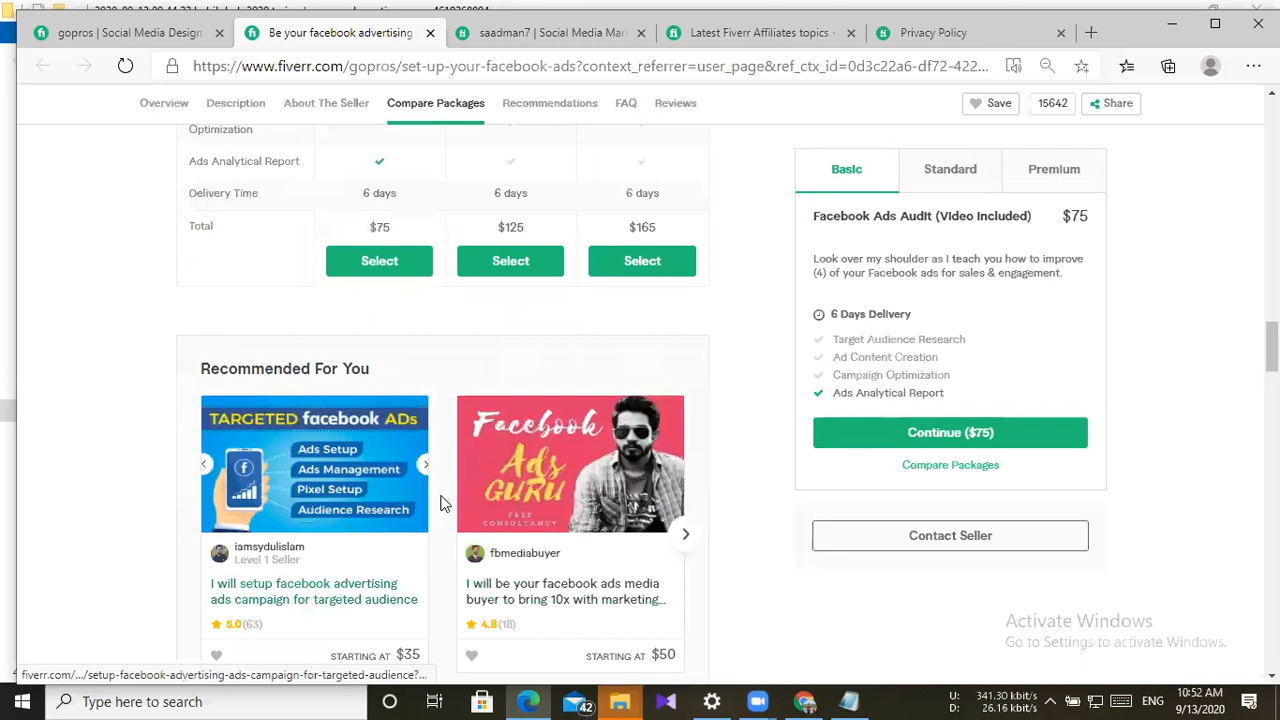 gopros | Social Media Design
Be your facebook advertising
saadman7 | Social Media Mar
Latest Fiverr Affiliates topics -
Privacy Policy
https://www.fiverr.com/gopros/set-up-your-facebook-ads?context_referrer=user_page&ref_ctx_id=0d3c22a6-df72-422...
Overview
Description
About The Seller
Compare Packages
Recommendations
FAQ
Reviews
Save
15642
Share
Optimization
Ads Analytical Report
Delivery Time
6 days
6 days
6 days
Total
$75
$125
$165
Select
Select
Select
Basic
Standard
Premium
Facebook Ads Audit (Video Included)
$75
Look over my shoulder as I teach you how to improve
(4) of your Facebook ads for sales & engagement.
6 Days Delivery
Target Audience Research
Ad Content Creation
Campaign Optimization
Ads Analytical Report
Continue ($75)
Compare Packages
Contact Seller
Recommended For You
TARGETED facebook ADs
Ads Setup
Ads Management
Pixel Setup
Audience Research
Facebook
Ads
GURU
FREE
CONSULTANCY
iamsydulislam
Level 1 Seller
fbmediabuyer
I will setup facebook advertising
ads campaign for targeted audience
I will be your facebook ads media
buyer to bring 10x with marketing...
5.0(63)
4.8(18)
STARTING AT $35
STARTING AT $50
Activate Windows
Go to Settings to activate Windows.
fiverr.com/.../setup-facebook-advertising-ads-campaign-for-targeted-audience?...
Type here to search
42
U: 341.30 kbit/s
D: 26.16 kbit/s
ENG
10:52 AM
9/13/2020